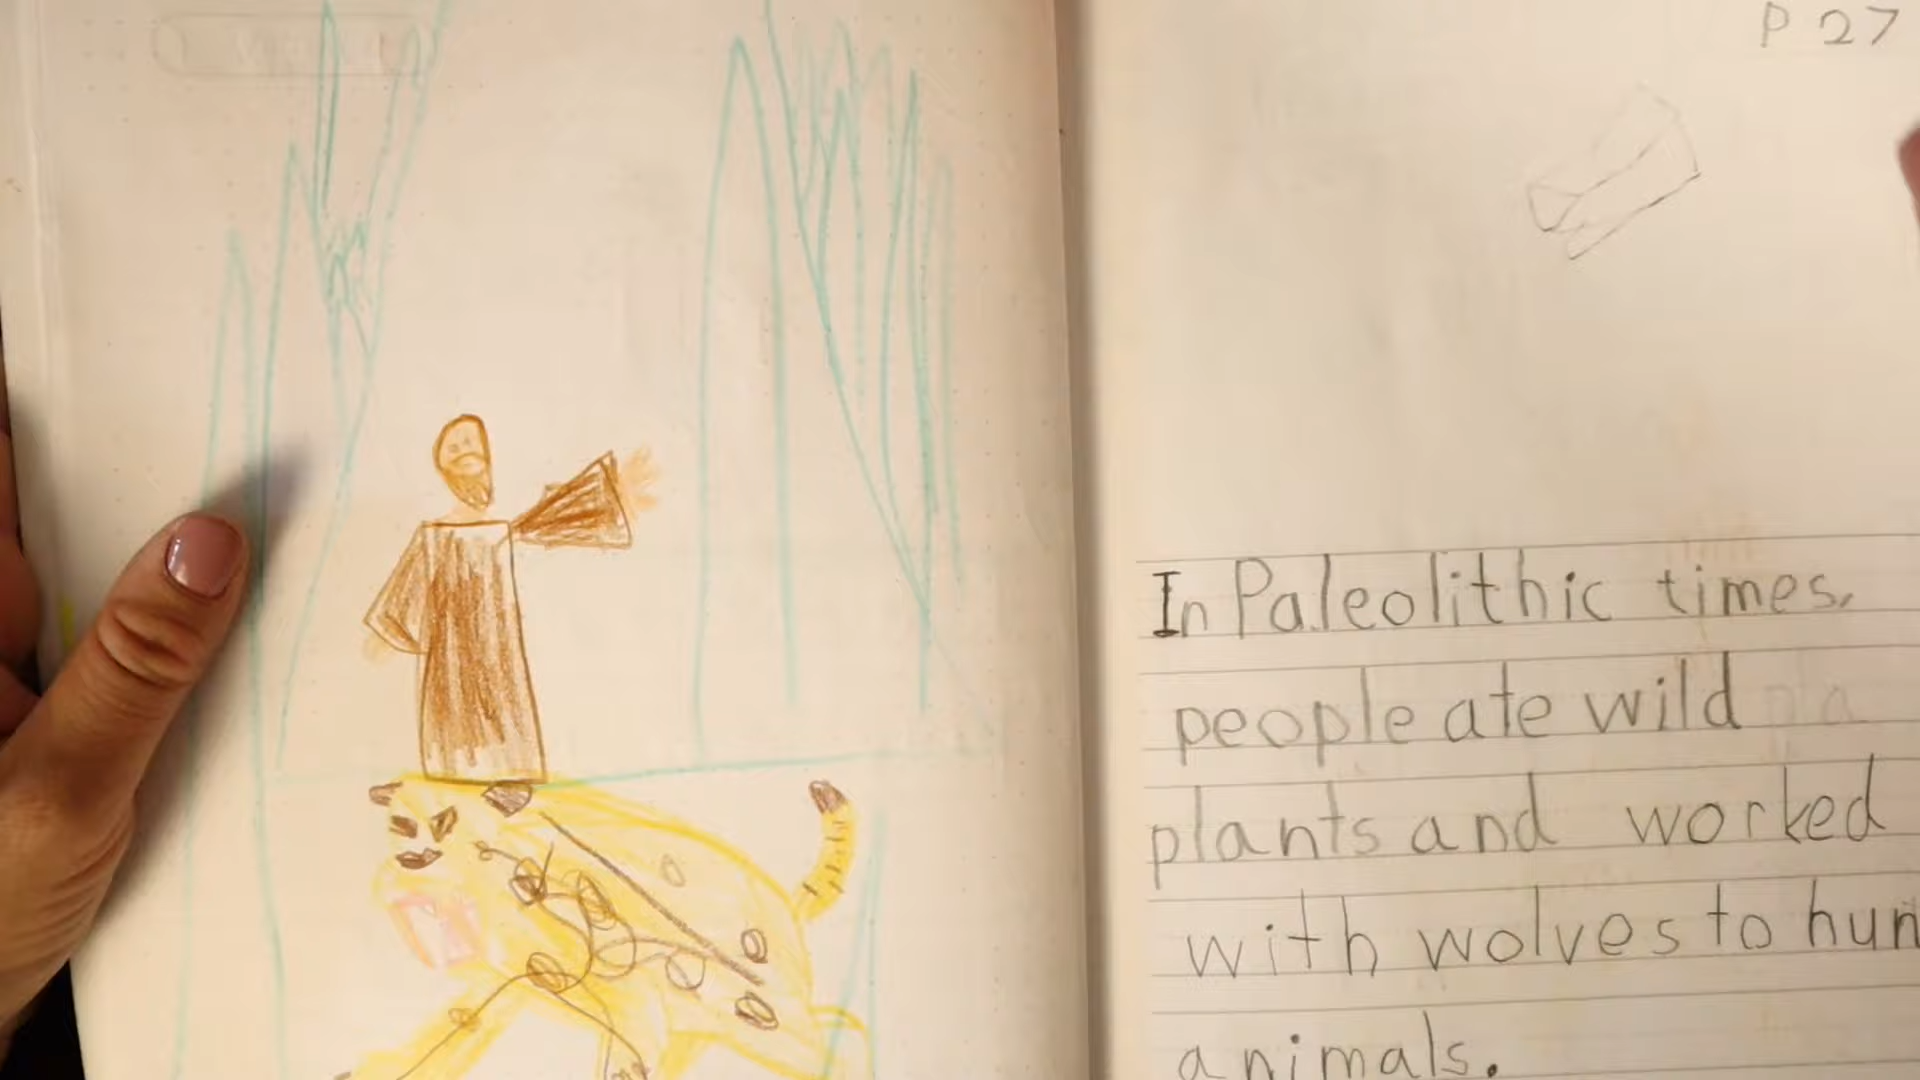 P 27
In Paleolithic times,
people ate wild
plants and worked
with wolves to hun
animals.